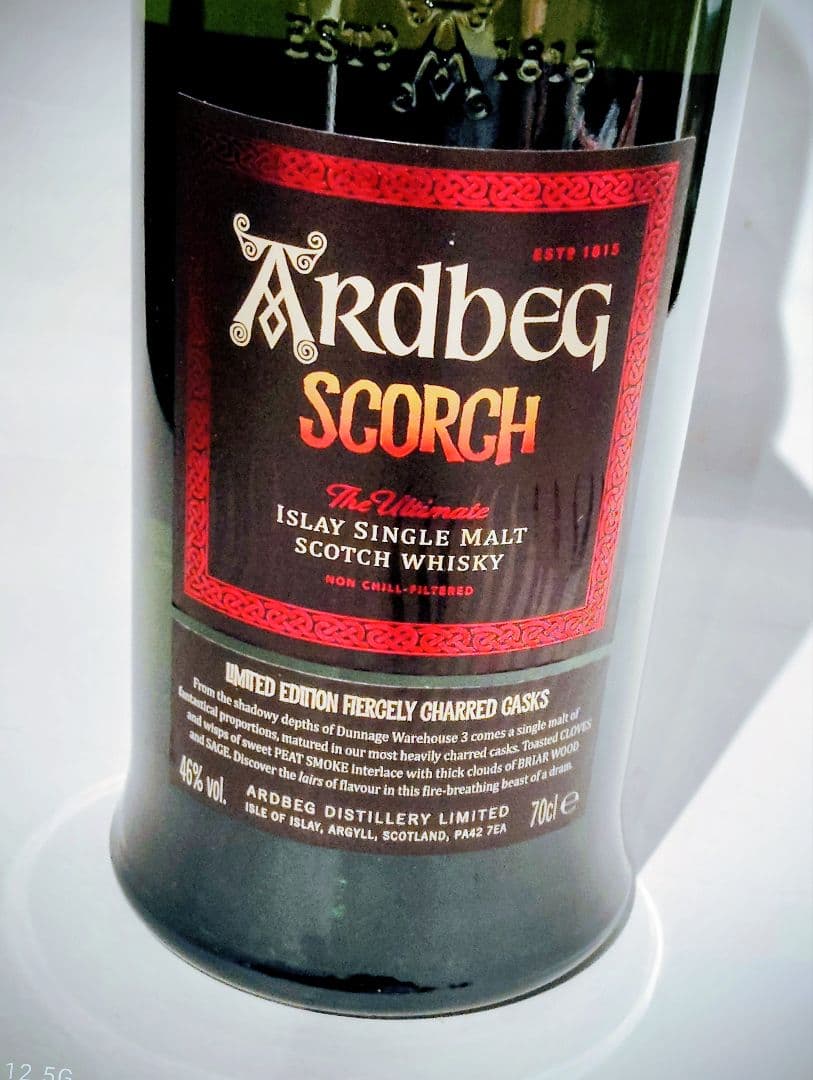 ESTD 1815
ESTD 1815
ARDBEG
SCORCH
The Ultimate
ISLAY SINGLE MALT
SCOTCH WHISKY
NON CHILL-FILTERED
LIMITED EDITION FIERCELY CHARRED CASKS
From the shadowy depths of Dunnage Warehouse 3 comes a single malt of
fantastical proportions, matured in our most heavily charred casks. Toasted CLOVES
and wisps of sweet PEAT SMOKE interlace with thick clouds of BRIAR WOOD
and SAGE. Discover the lairs of flavour in this fire-breathing beast of a dram.
46% vol.
ARDBEG DISTILLERY LIMITED
ISLE OF ISLAY, ARGYLL, SCOTLAND, PA42 7EA
70cl e
12 5G